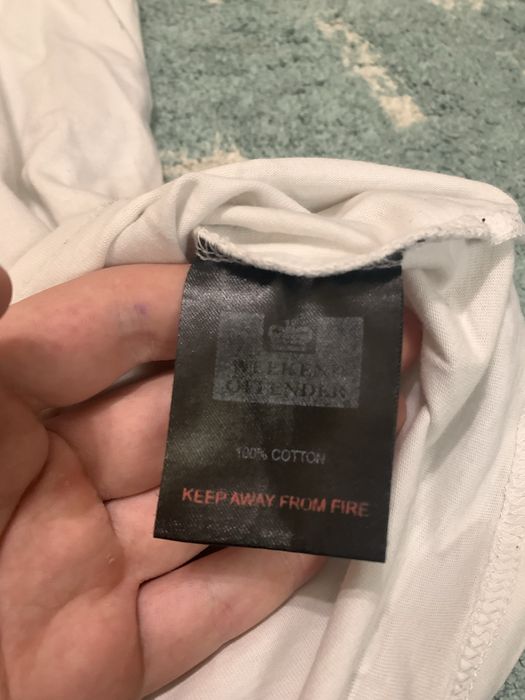 WEEKEND
OFFENDER
100% COTTON
KEEP AWAY FROM FIRE